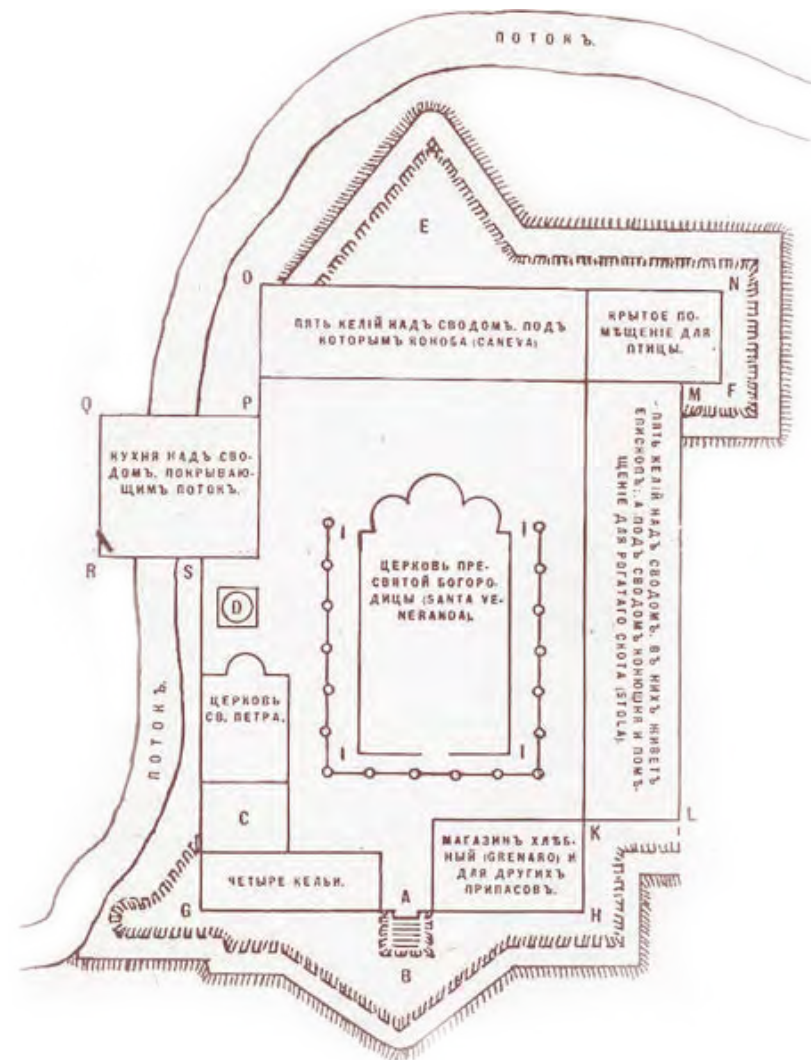 ПОТОКЪ.
E
O
N
ПЯТЬ КЕЛІЙ НАДЪ СВОДОМЪ, ПОДЪ
КОТОРЫМЪ КОНОБА (CANEVA)
КРЫТОЕ ПО-
МѢЩЕНІЕ ДЛЯ
ПТИЦЫ.
M
F
Q
P
КУХНЯ НАДЪ СВО-
ДОМЪ, ПОКРЫВАЮ-
ЩИМЪ ПОТОКЪ.
R
S
ПЯТЬ КЕЛІЙ НАДЪ СВОДОМЪ. ВЪ НИХЪ ЖИВЕТЪ
ЕПИСКОПЪ; А ПОДЪ СВОДОМЪ КОНЮШНЯ И ПОМѢ-
ЩЕНІЕ ДЛЯ РОГАТАГО СКОТА (STOLA).
I
I
ЦЕРКОВЬ ПРЕ-
СВЯТОЙ БОГОРО-
ДИЦЫ (SANTA VE-
NERANDA).
I
I
D
ЦЕРКОВЬ
СВ. ПЕТРА.
ПОТОКЪ.
C
L
K
МАГАЗИНЪ ХЛѢБ-
НЫЙ (GRENARO) И
ДЛЯ ДРУГИХЪ
ПРИПАСОВЪ.
ЧЕТЫРЕ КЕЛЬИ.
A
G
H
B